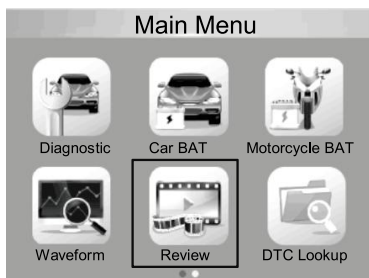 Main Menu
Diagnostic
Car BAT
Motorcycle BAT
Waveform
Review
DTC Lookup